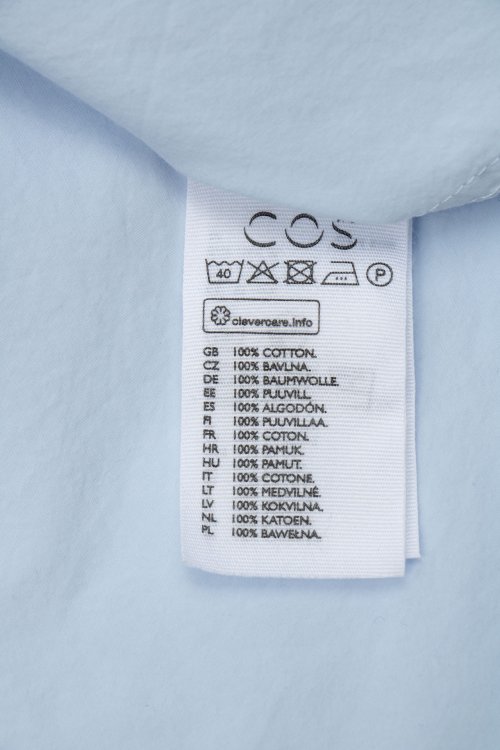 COS
40 P
clevercare.info
GB 100% COTTON.
CZ 100% BAVLNA.
DE 100% BAUMWOLLE.
EE 100% PUUVILL.
ES 100% ALGODÓN.
FI 100% PUUVILLAA.
FR 100% COTON.
HR 100% PAMUK.
HU 100% PAMUT.
IT 100% COTONE.
LT 100% MEDVILNĖ.
LV 100% KOKVILNA.
NL 100% KATOEN.
PL 100% BAWEŁNA.